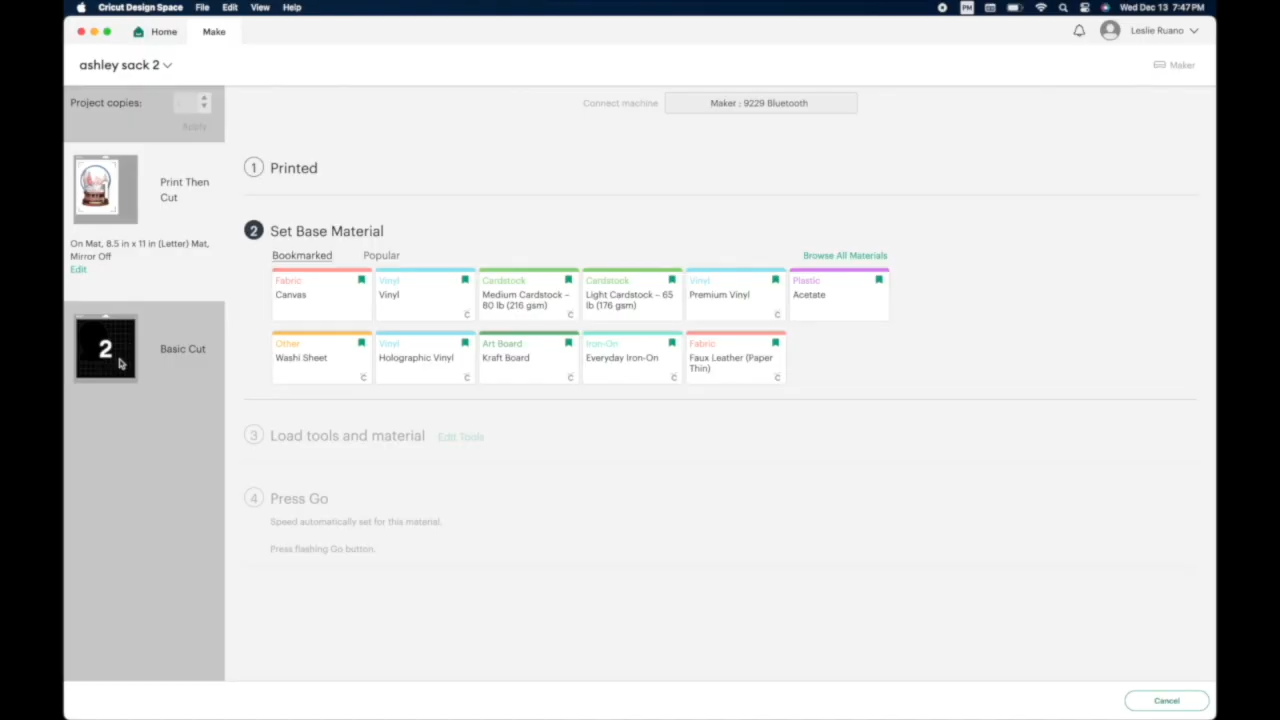 Cricut Design Space File Edit View Help
PM Wed Dec 13 7:47 PM
Home Make
Leslie Ruano
ashley sack 2
Maker
Project copies:
Apply
Connect machine Maker : 9229 Bluetooth
Print Then
Cut
On Mat, 8.5 in x 11 in (Letter) Mat,
Mirror Off
Edit
2
Basic Cut
1 Printed
2 Set Base Material
Bookmarked Popular Browse All Materials
Fabric
Canvas
Vinyl
Vinyl
Cardstock
Medium Cardstock –
80 lb (216 gsm)
Cardstock
Light Cardstock – 65
lb (176 gsm)
Vinyl
Premium Vinyl
Plastic
Acetate
Other
Washi Sheet
Vinyl
Holographic Vinyl
Art Board
Kraft Board
Iron-On
Everyday Iron-On
Fabric
Faux Leather (Paper
Thin)
3 Load tools and material Edit Tools
4 Press Go
Speed automatically set for this material.
Press flashing Go button.
Cancel